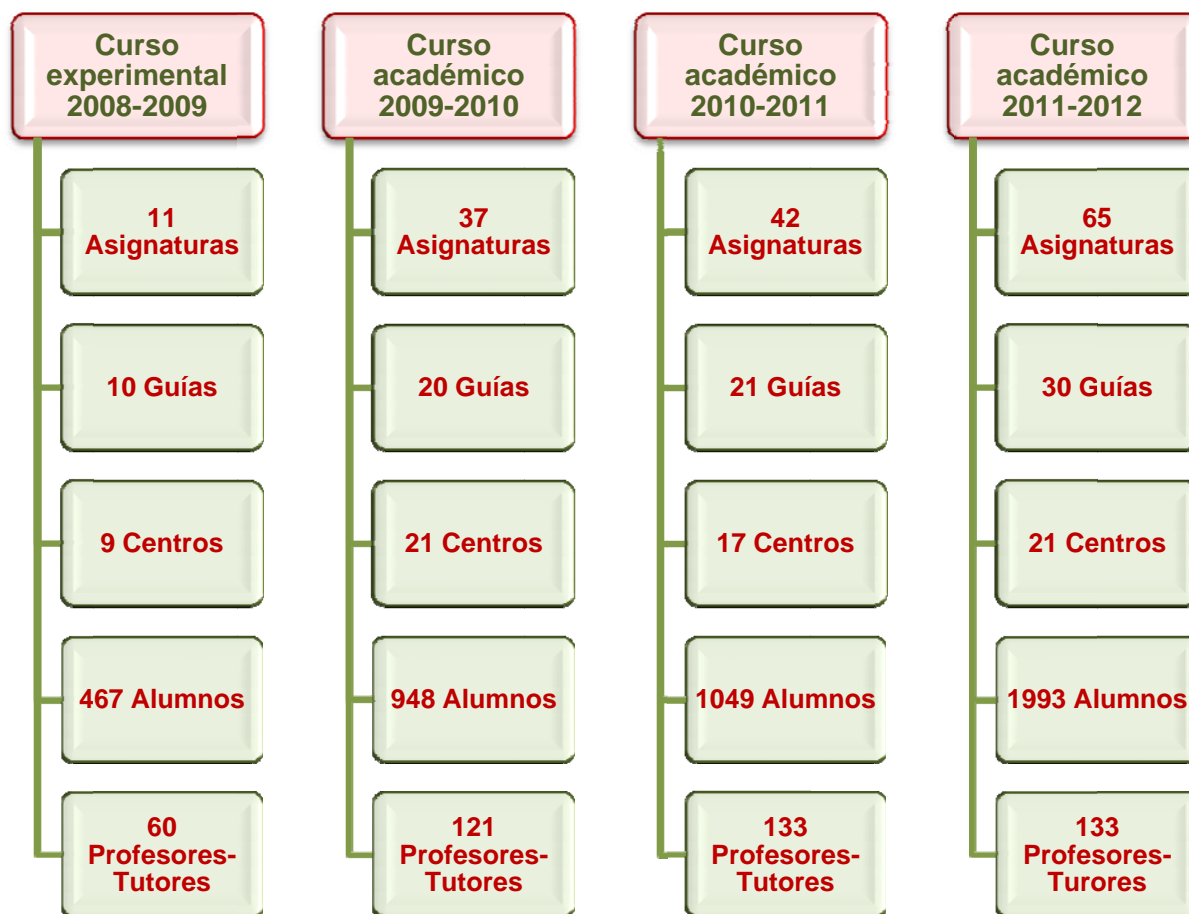 Curso
experimental
2008-2009
11
Asignaturas
10 Guías
9 Centros
467 Alumnos
60
Profesores-
Tutores
Curso
académico
2009-2010
37
Asignaturas
20 Guías
21 Centros
948 Alumnos
121
Profesores-
Tutores
Curso
académico
2010-2011
42
Asignaturas
21 Guías
17 Centros
1049 Alumnos
133
Profesores-
Tutores
Curso
académico
2011-2012
65
Asignaturas
30 Guías
21 Centros
1993 Alumnos
133
Profesores-
Turores